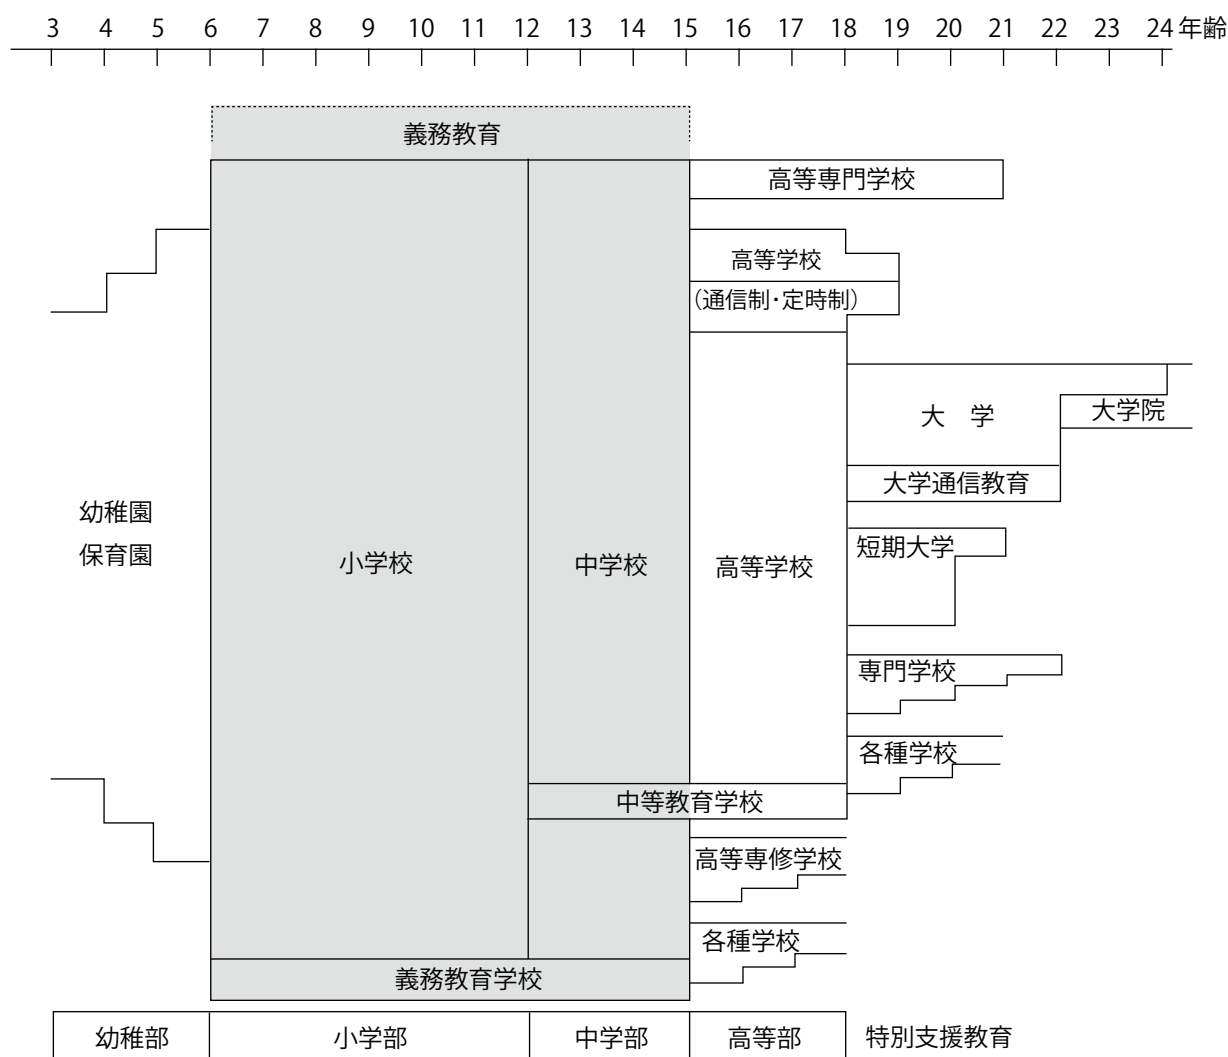 3 4 5 6 7 8 9 10 11 12 13 14 15 16 17 18 19 20 21 22 23 24 年齢
義務教育
高等専門学校
高等学校
（通信制・定時制）
大　学
大学院
大学通信教育
幼稚園
保育園
小学校
中学校
高等学校
短期大学
専門学校
各種学校
中等教育学校
高等専修学校
各種学校
義務教育学校
幼稚部 小学部 中学部 高等部 特別支援教育